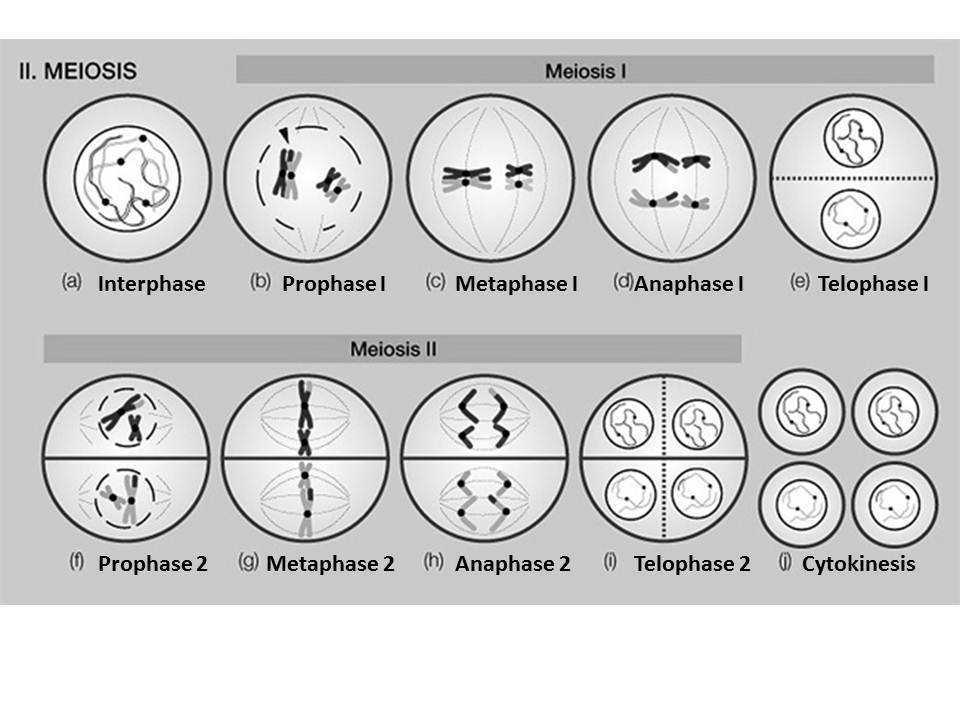 II. MEIOSIS
Meiosis I
(a) Interphase
(b) Prophase I
(c) Metaphase I
(d)Anaphase I
(e) Telophase I
Meiosis II
(f) Prophase 2
(g) Metaphase 2
(h) Anaphase 2
(i) Telophase 2
(j) Cytokinesis